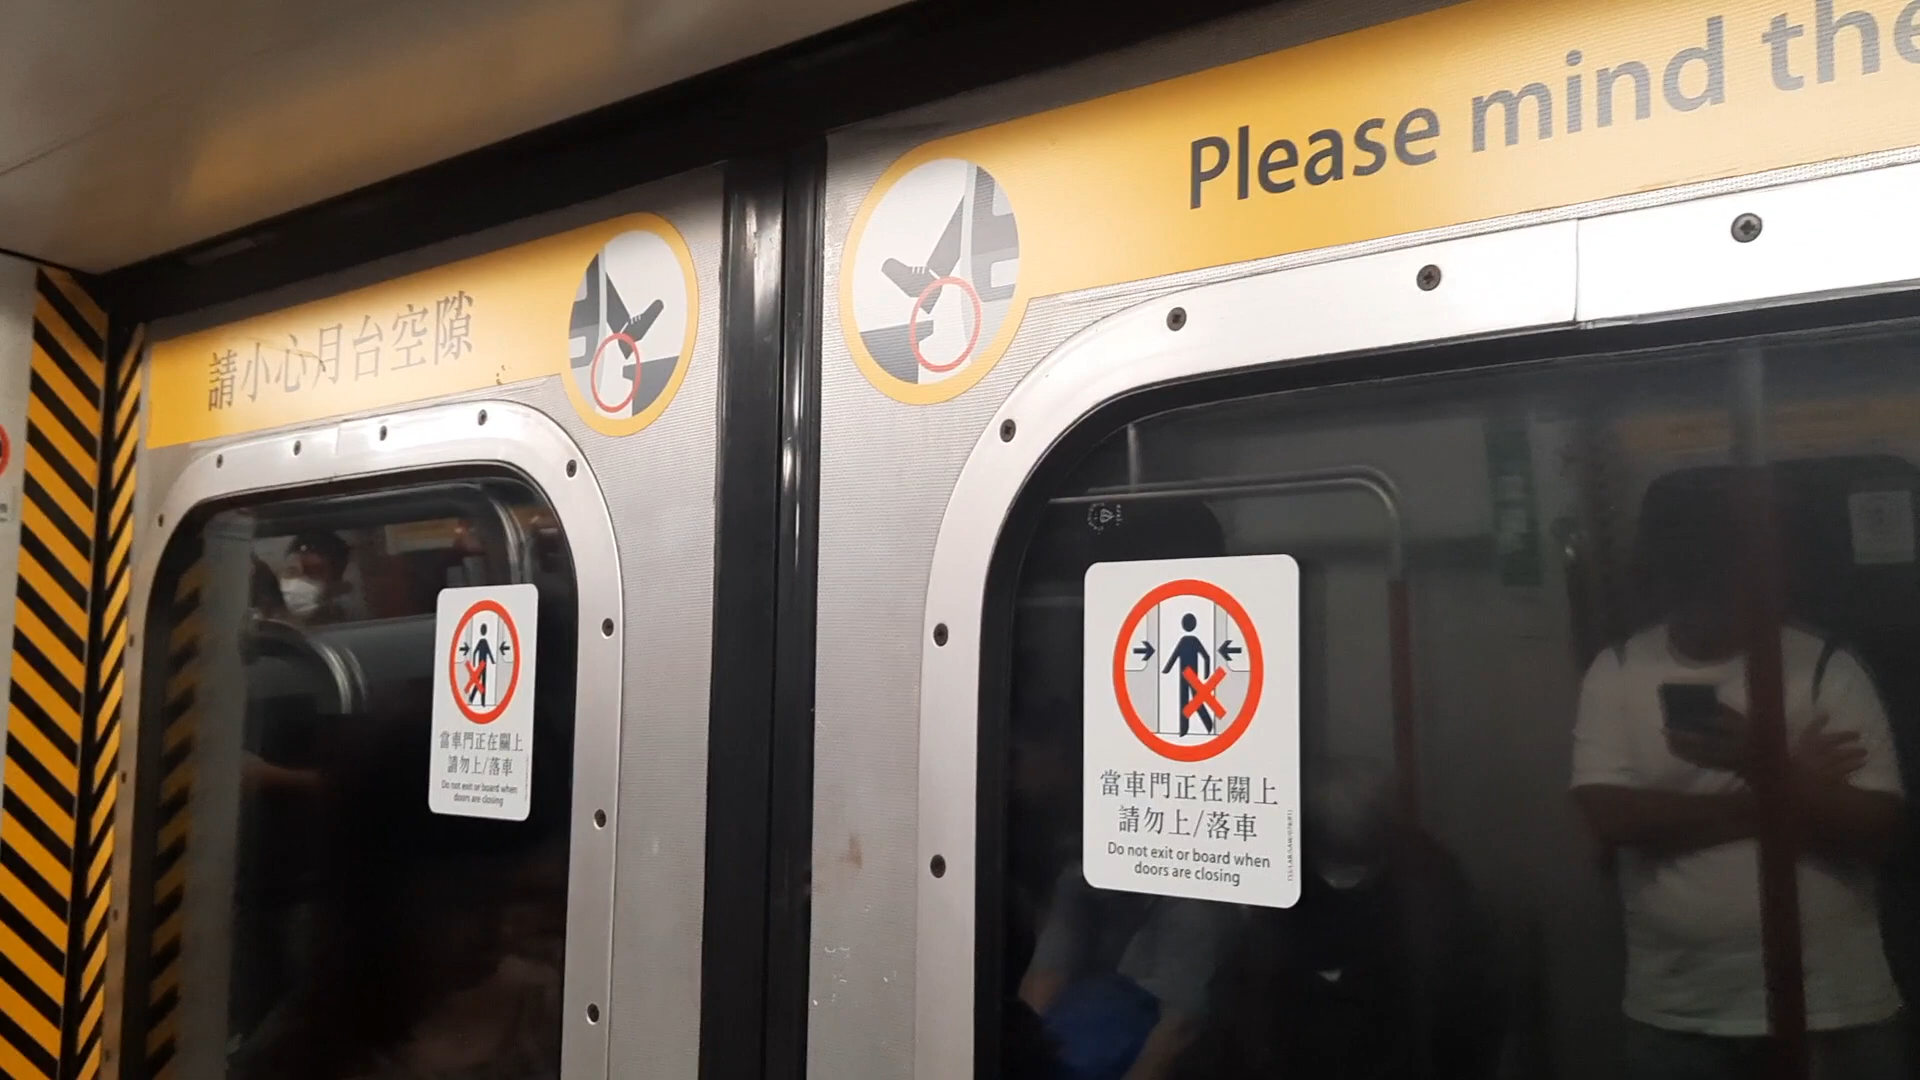 請小心月台空隙
Please mind the
當車門正在關上
請勿上/落車
Do not exit or board when
doors are closing
當車門正在關上
請勿上/落車
Do not exit or board when
doors are closing